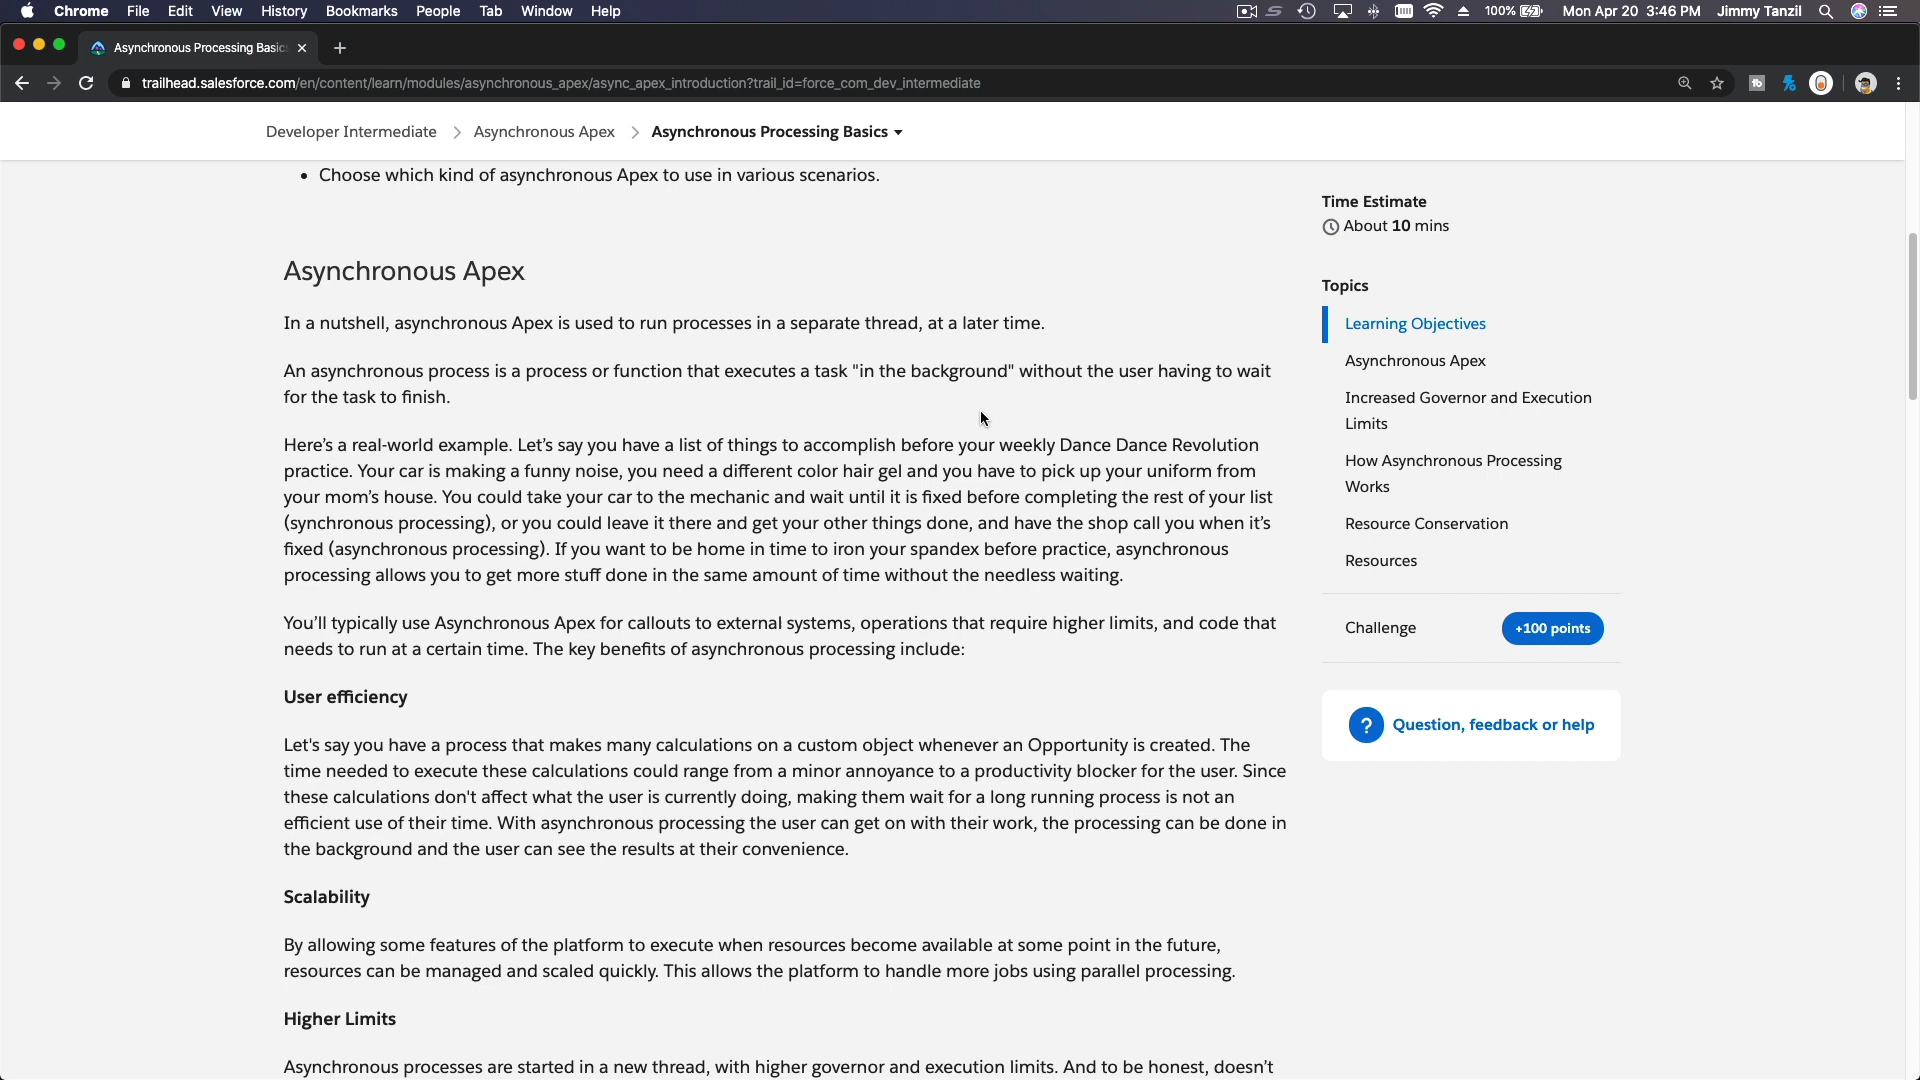 Chrome File Edit View History Bookmarks People Tab Window Help 100% Mon Apr 20 3:46 PM Jimmy Tanzil
Asynchronous Processing Basic
trailhead.salesforce.com/en/content/learn/modules/asynchronous_apex/async_apex_introduction?trail_id=force_com_dev_intermediate
Developer Intermediate Asynchronous Apex Asynchronous Processing Basics
• Choose which kind of asynchronous Apex to use in various scenarios.
Asynchronous Apex
In a nutshell, asynchronous Apex is used to run processes in a separate thread, at a later time.
An asynchronous process is a process or function that executes a task "in the background" without the user having to wait
for the task to finish.
Here’s a real-world example. Let’s say you have a list of things to accomplish before your weekly Dance Dance Revolution
practice. Your car is making a funny noise, you need a different color hair gel and you have to pick up your uniform from
your mom’s house. You could take your car to the mechanic and wait until it is fixed before completing the rest of your list
(synchronous processing), or you could leave it there and get your other things done, and have the shop call you when it’s
fixed (asynchronous processing). If you want to be home in time to iron your spandex before practice, asynchronous
processing allows you to get more stuff done in the same amount of time without the needless waiting.
You’ll typically use Asynchronous Apex for callouts to external systems, operations that require higher limits, and code that
needs to run at a certain time. The key benefits of asynchronous processing include:
User efficiency
Let's say you have a process that makes many calculations on a custom object whenever an Opportunity is created. The
time needed to execute these calculations could range from a minor annoyance to a productivity blocker for the user. Since
these calculations don't affect what the user is currently doing, making them wait for a long running process is not an
efficient use of their time. With asynchronous processing the user can get on with their work, the processing can be done in
the background and the user can see the results at their convenience.
Scalability
By allowing some features of the platform to execute when resources become available at some point in the future,
resources can be managed and scaled quickly. This allows the platform to handle more jobs using parallel processing.
Higher Limits
Asynchronous processes are started in a new thread, with higher governor and execution limits. And to be honest, doesn’t
Time Estimate
About 10 mins
Topics
Learning Objectives
Asynchronous Apex
Increased Governor and Execution
Limits
How Asynchronous Processing
Works
Resource Conservation
Resources
Challenge +100 points
? Question, feedback or help